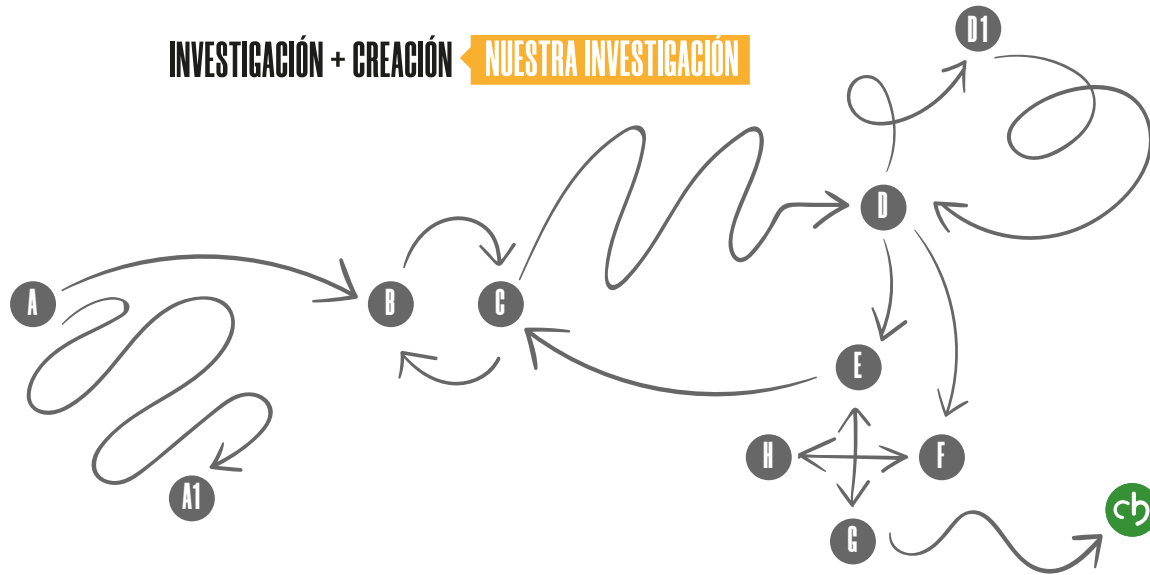 INVESTIGACIÓN + CREACIÓN NUESTRA INVESTIGACIÓN
D1
D
A
B
C
E
H
F
A1
G
cb